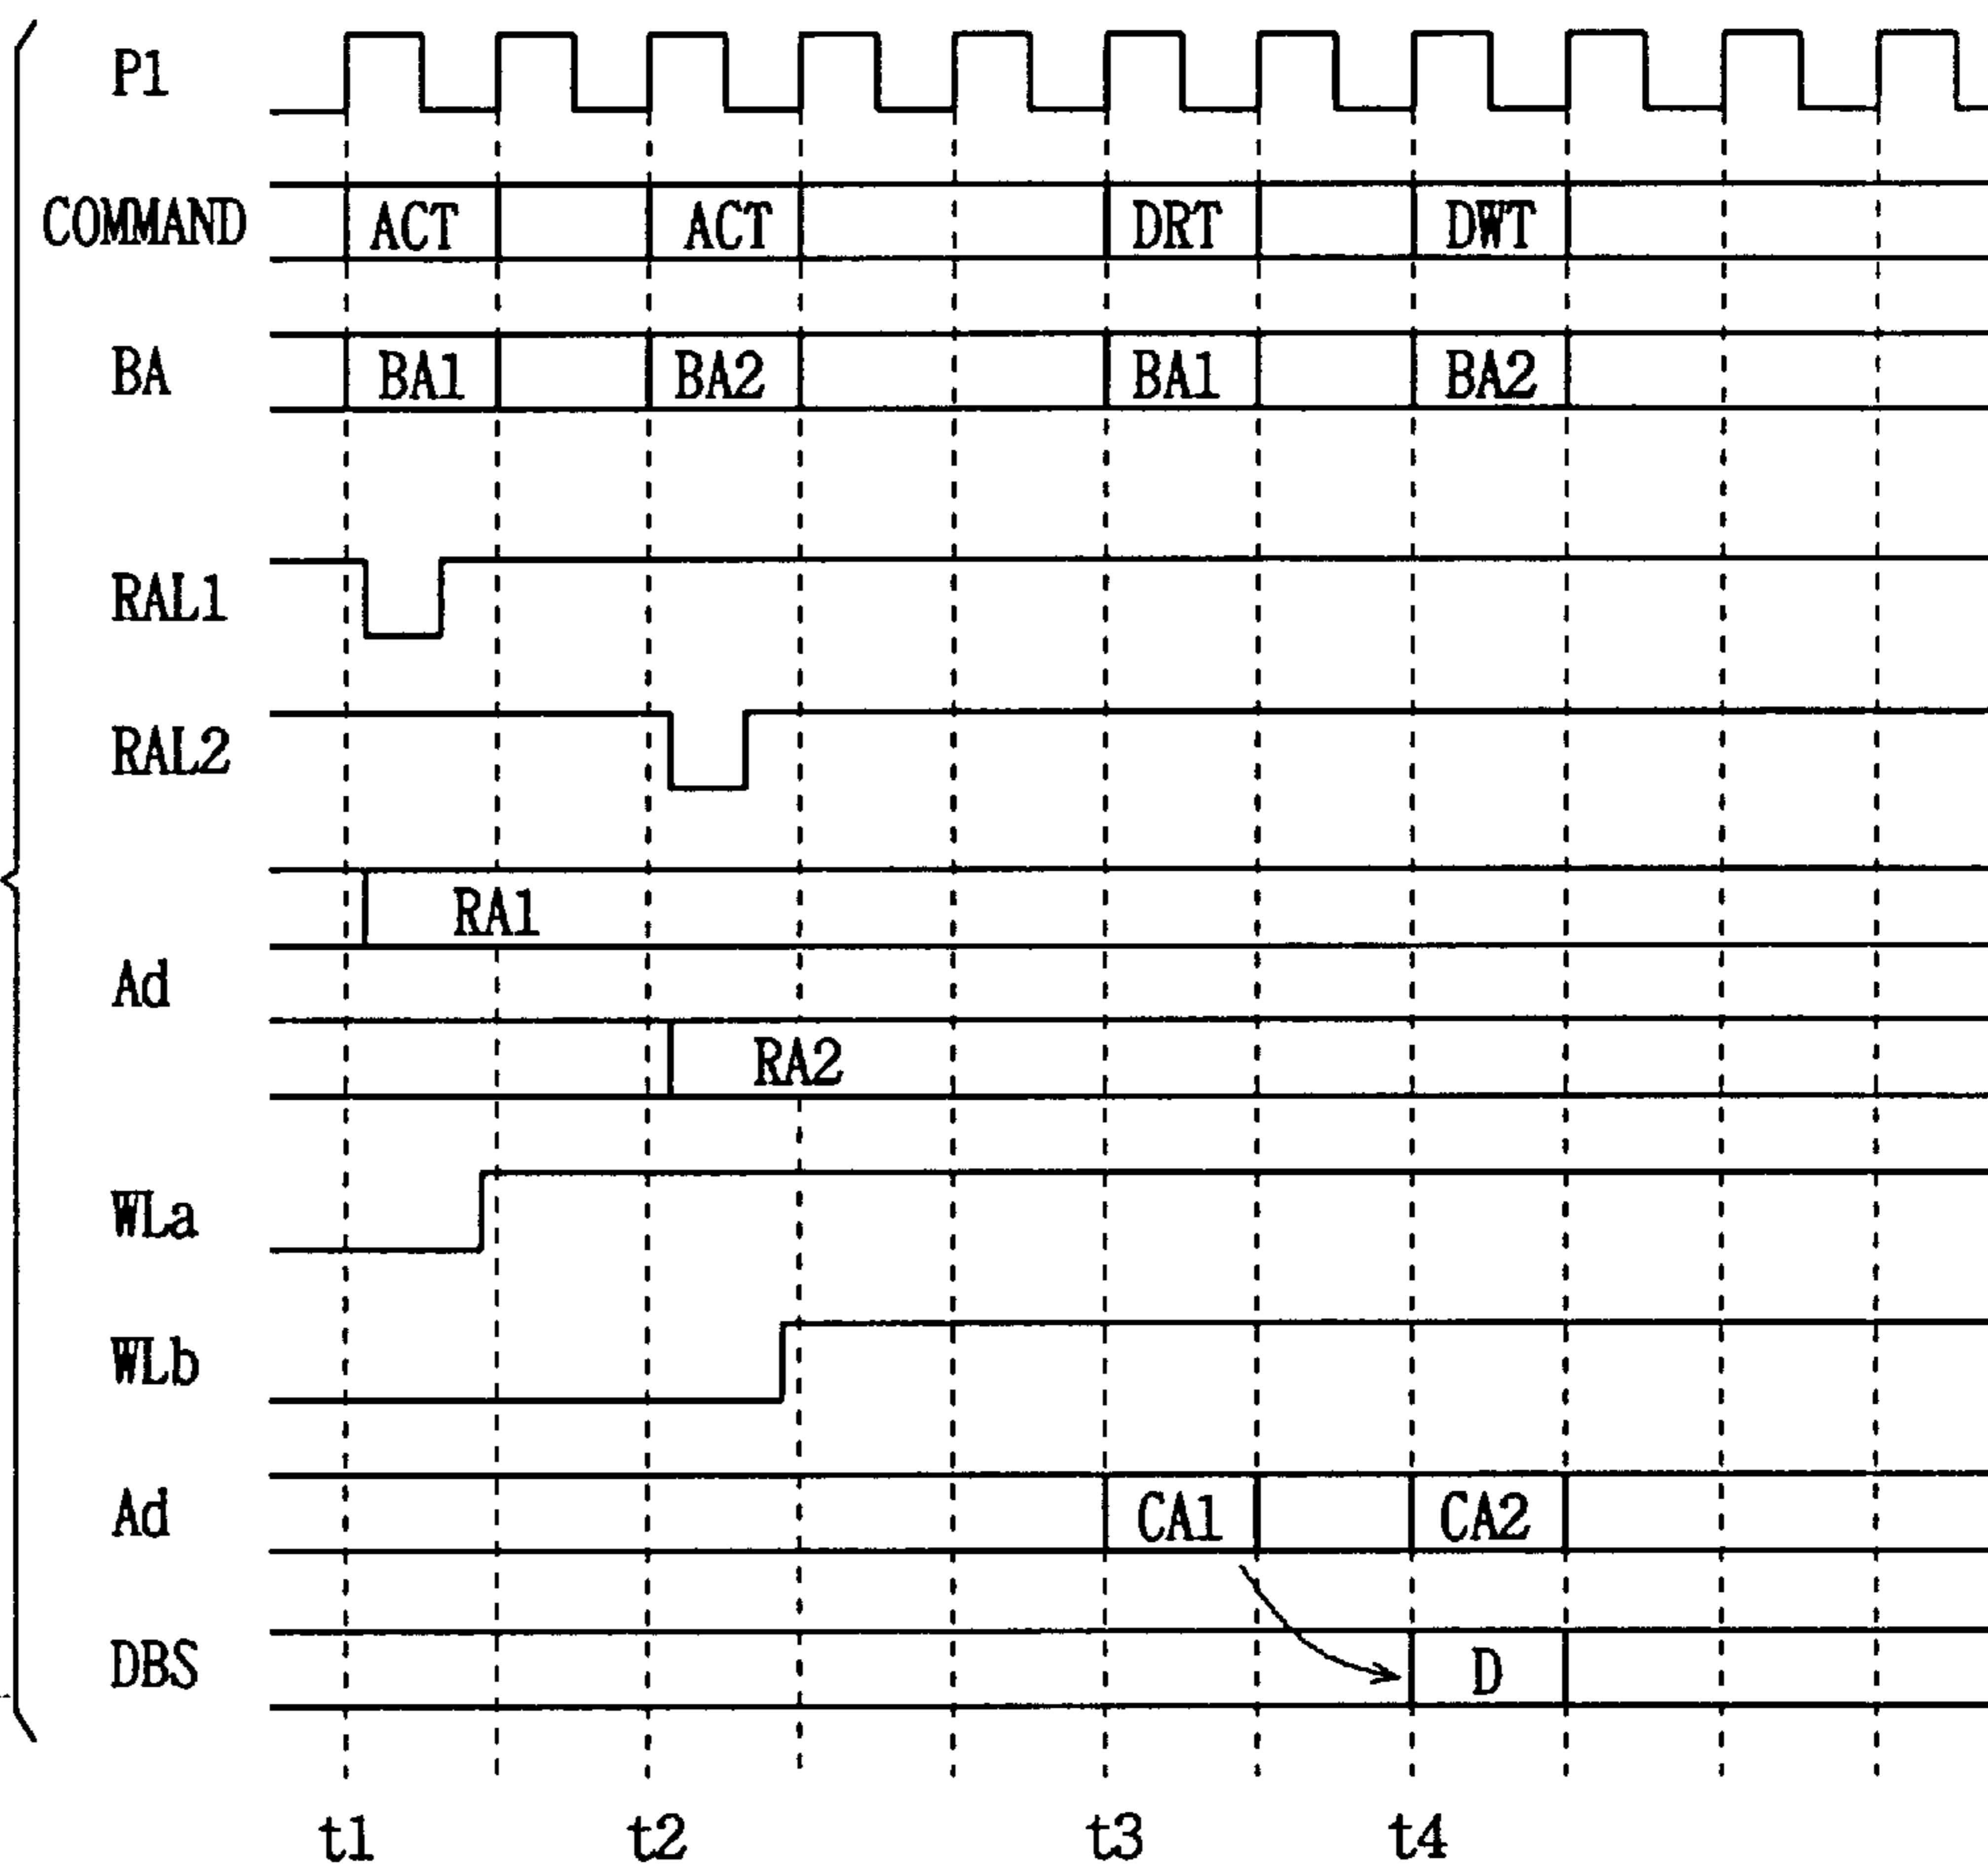 P1
COMMAND ACT ACT DRT DWT
BA BA1 BA2 BA1 BA2
RAL1
RAL2
RA1
Ad
RA2
WLa
WLb
Ad CA1 CA2
DBS D
t1 t2 t3 t4